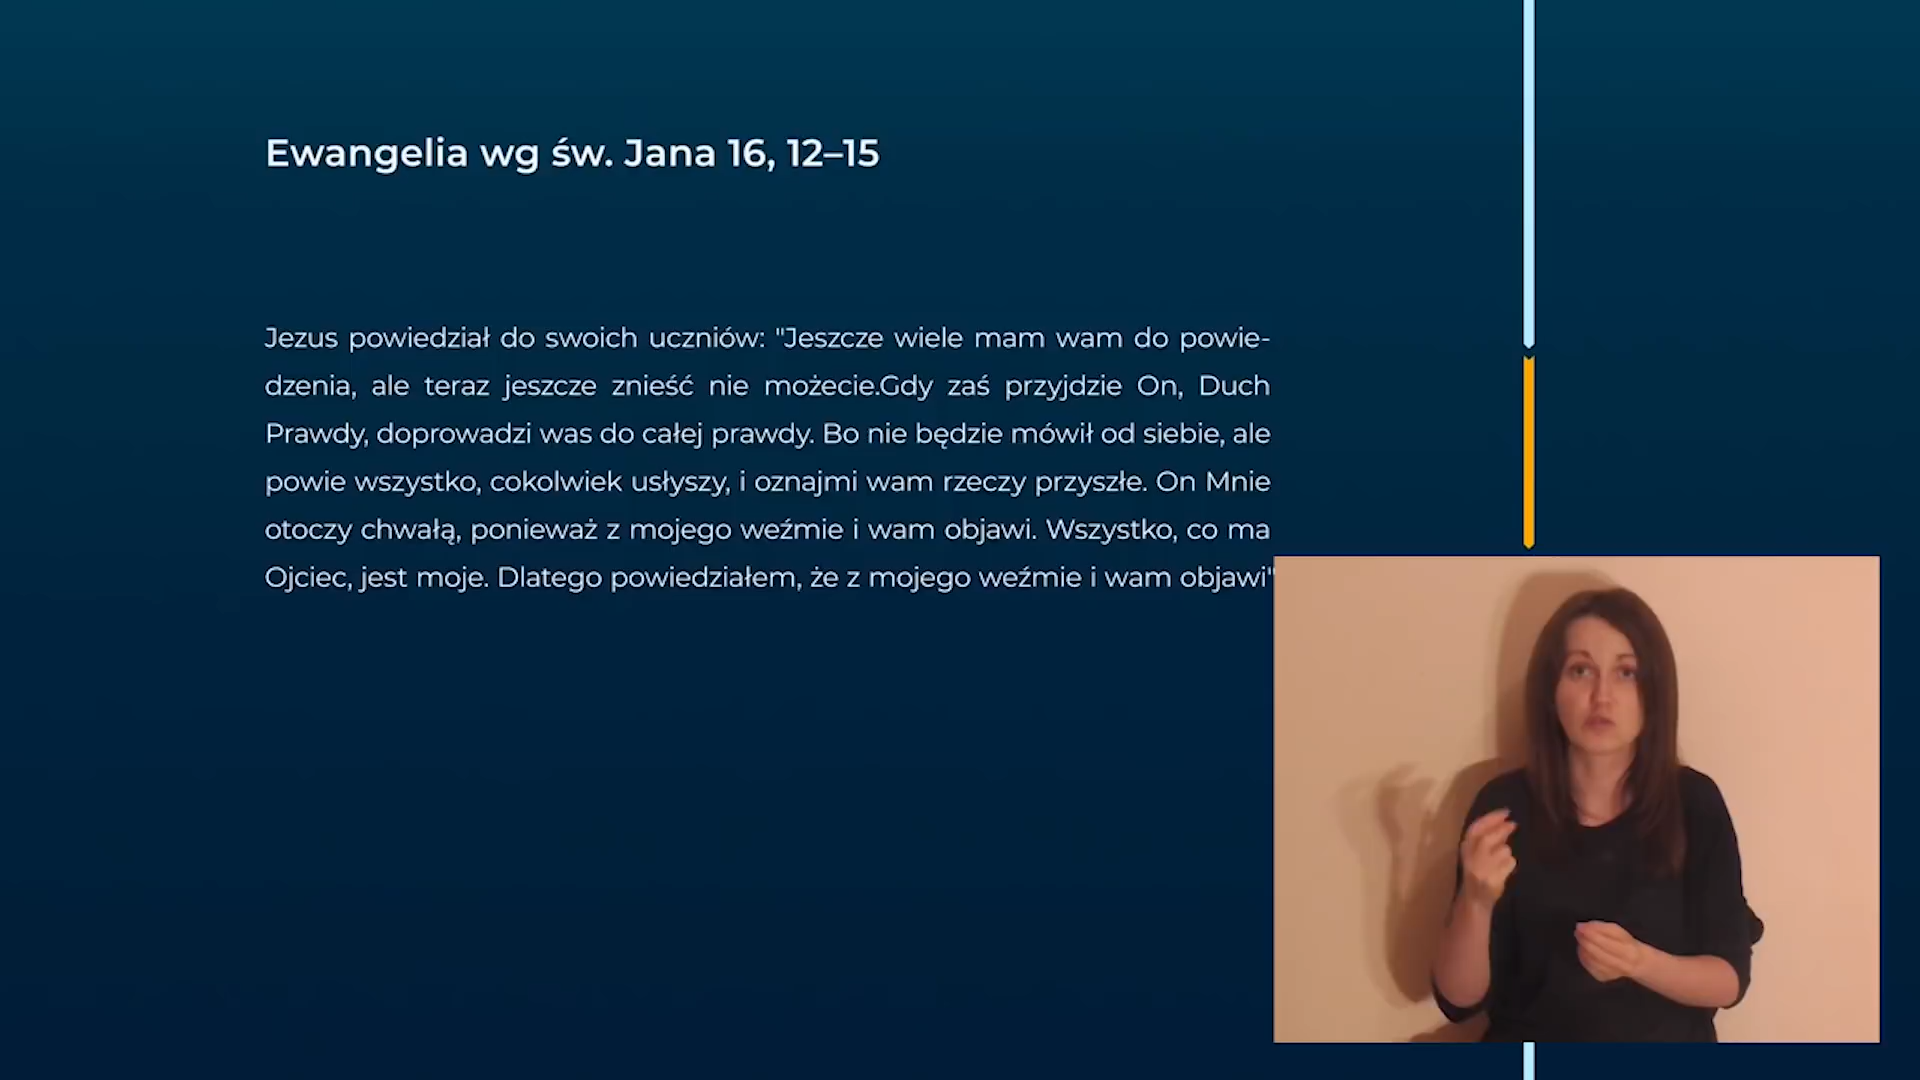 Ewangelia wg św. Jana 16, 12–15
Jezus powiedział do swoich uczniów: "Jeszcze wiele mam wam do powie-
dzenia, ale teraz jeszcze znieść nie możecie.Gdy zaś przyjdzie On, Duch
Prawdy, doprowadzi was do całej prawdy. Bo nie będzie mówił od siebie, ale
powie wszystko, cokolwiek usłyszy, i oznajmi wam rzeczy przyszłe. On Mnie
otoczy chwałą, ponieważ z mojego weźmie i wam objawi. Wszystko, co ma
Ojciec, jest moje. Dlatego powiedziałem, że z mojego weźmie i wam objawi"